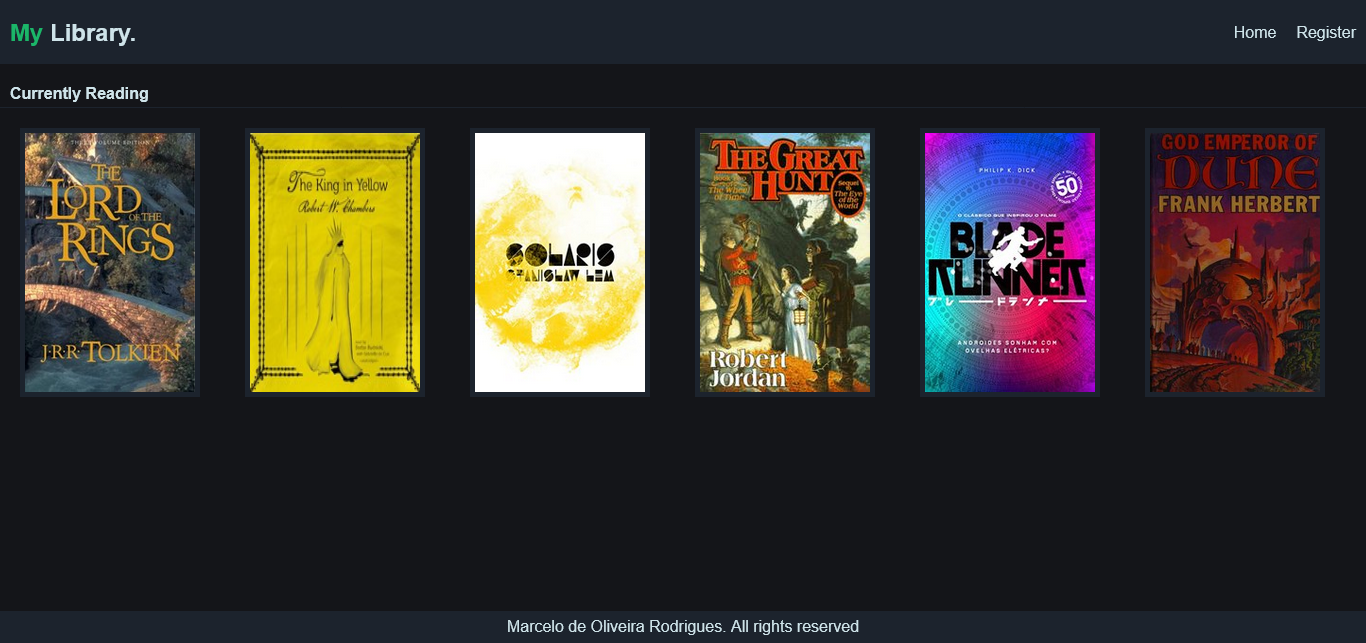 My Library.
Home
Register
Currently Reading
THE
LORD
OF THE
RINGS
J·R·R·TOLKIEN
The King in Yellow
Robert W. Chambers
SOLARIS
STANISLAW LEM
THE GREAT
HUNT
Book Two
The Wheel
of Time
Sequel
to
The Eye
of the
World
Robert
Jordan
PHILIP K. DICK
50
O CLÁSSICO QUE INSPIROU O FILME
BLADE
RUNNER
ブレードランナー
ANDROIDES SONHAM COM
OVELHAS ELÉTRICAS?
GOD EMPEROR OF
DUNE
FRANK HERBERT
Marcelo de Oliveira Rodrigues. All rights reserved